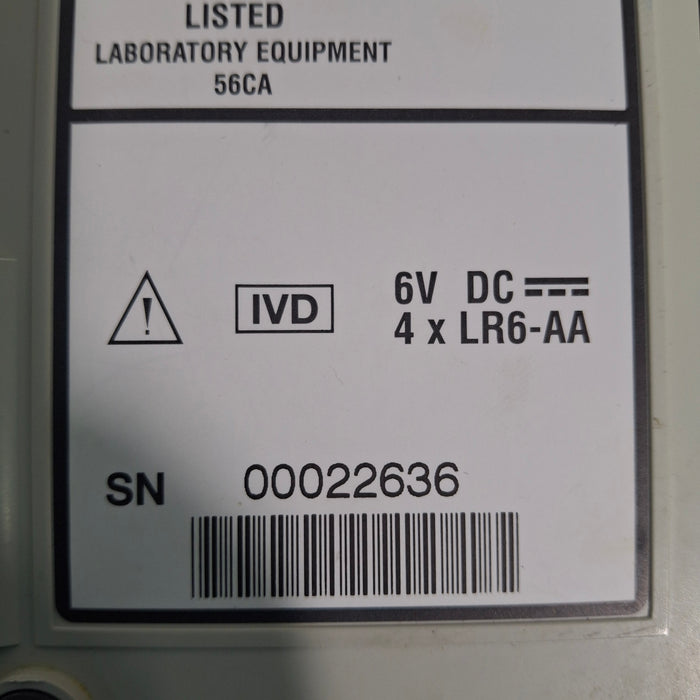 LISTED
LABORATORY EQUIPMENT
56CA
!
IVD
6V DC
4 x LR6-AA
SN 00022636